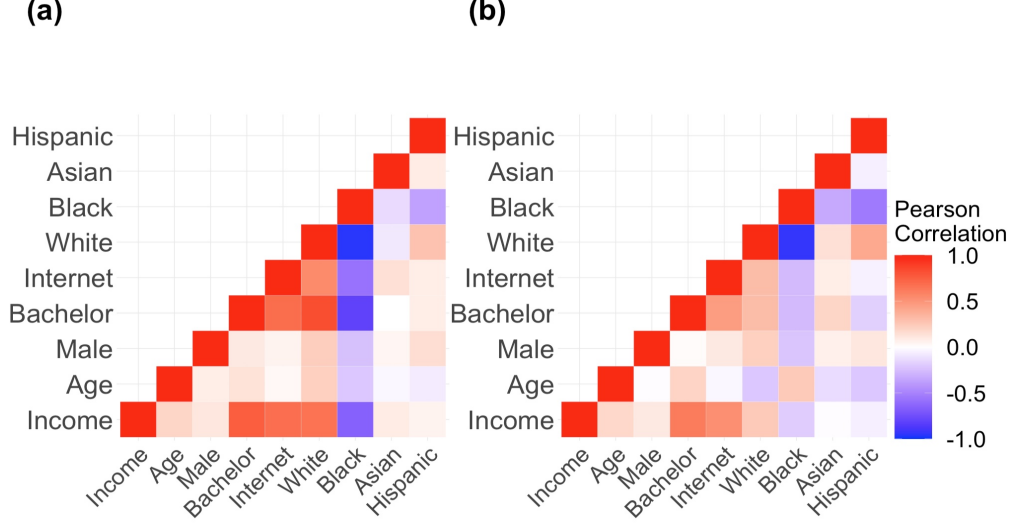 (a)
(b)
Hispanic
Asian
Black
White
Internet
Bachelor
Male
Age
Income
Income
Age
Male
Bachelor
Internet
White
Black
Asian
Hispanic
Hispanic
Asian
Black
White
Internet
Bachelor
Male
Age
Income
Income
Age
Male
Bachelor
Internet
White
Black
Asian
Hispanic
Pearson
Correlation
1.0
0.5
0.0
-0.5
-1.0